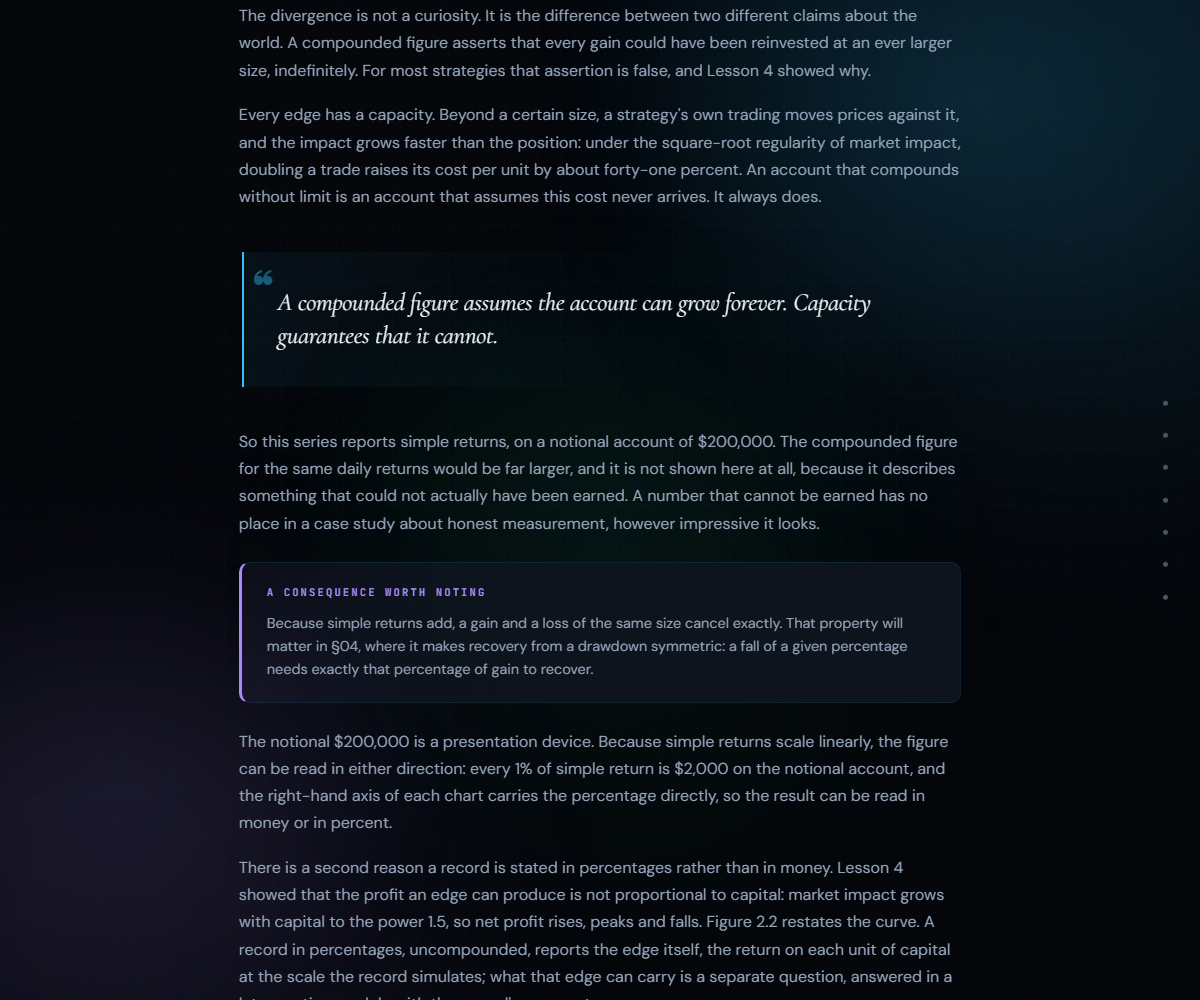 The divergence is not a curiosity. It is the difference between two different claims about the
world. A compounded figure asserts that every gain could have been reinvested at an ever larger
size, indefinitely. For most strategies that assertion is false, and Lesson 4 showed why.
Every edge has a capacity. Beyond a certain size, a strategy's own trading moves prices against it,
and the impact grows faster than the position: under the square-root regularity of market impact,
doubling a trade raises its cost per unit by about forty-one percent. An account that compounds
without limit is an account that assumes this cost never arrives. It always does.
“
A compounded figure assumes the account can grow forever. Capacity
guarantees that it cannot.
So this series reports simple returns, on a notional account of $200,000. The compounded figure
for the same daily returns would be far larger, and it is not shown here at all, because it describes
something that could not actually have been earned. A number that cannot be earned has no
place in a case study about honest measurement, however impressive it looks.
A CONSEQUENCE WORTH NOTING
Because simple returns add, a gain and a loss of the same size cancel exactly. That property will
matter in §04, where it makes recovery from a drawdown symmetric: a fall of a given percentage
needs exactly that percentage of gain to recover.
The notional $200,000 is a presentation device. Because simple returns scale linearly, the figure
can be read in either direction: every 1% of simple return is $2,000 on the notional account, and
the right-hand axis of each chart carries the percentage directly, so the result can be read in
money or in percent.
There is a second reason a record is stated in percentages rather than in money. Lesson 4
showed that the profit an edge can produce is not proportional to capital: market impact grows
with capital to the power 1.5, so net profit rises, peaks and falls. Figure 2.2 restates the curve. A
record in percentages, uncompounded, reports the edge itself, the return on each unit of capital
at the scale the record simulates; what that edge can carry is a separate question, answered in a